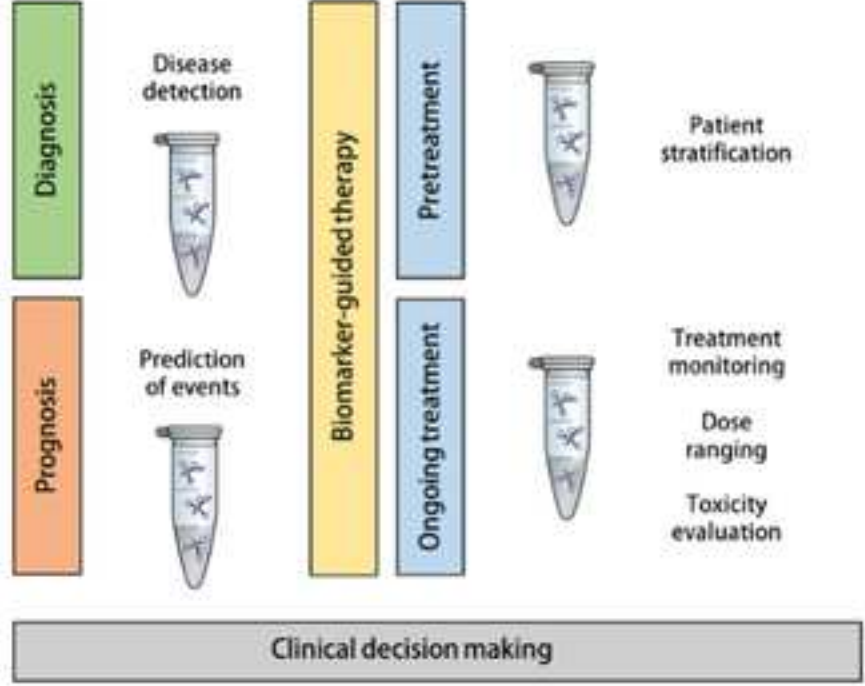 Diagnosis
Disease
detection
Prognosis
Prediction
of events
Biomarker-guided therapy
Pretreatment
Patient
stratification
Ongoing treatment
Treatment
monitoring
Dose
ranging
Toxicity
evaluation
Clinical decision making